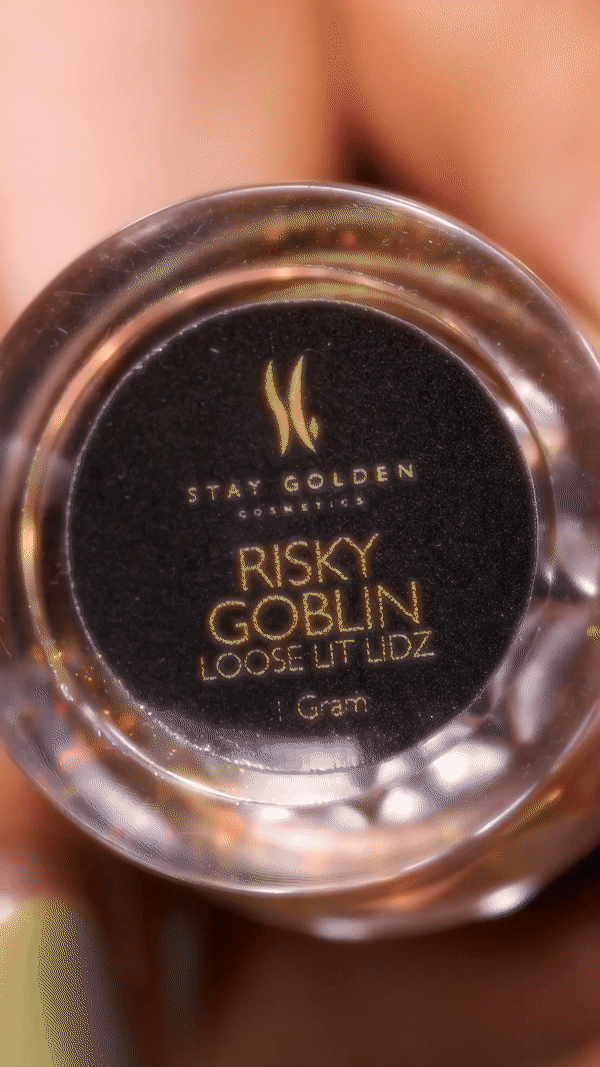 STAY GOLDEN
COSMETICS
RISKY
GOBLIN
LOOSE LIT LIDZ
1 Gram